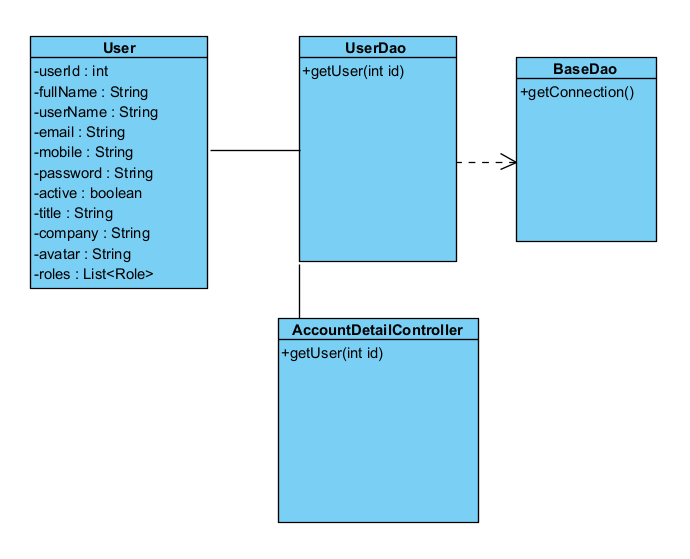 User
-userId : int
-fullName : String
-userName : String
-email : String
-mobile : String
-password : String
-active : boolean
-title : String
-company : String
-avatar : String
-roles : List<Role>
UserDao
+getUser(int id)
BaseDao
+getConnection()
AccountDetailController
+getUser(int id)